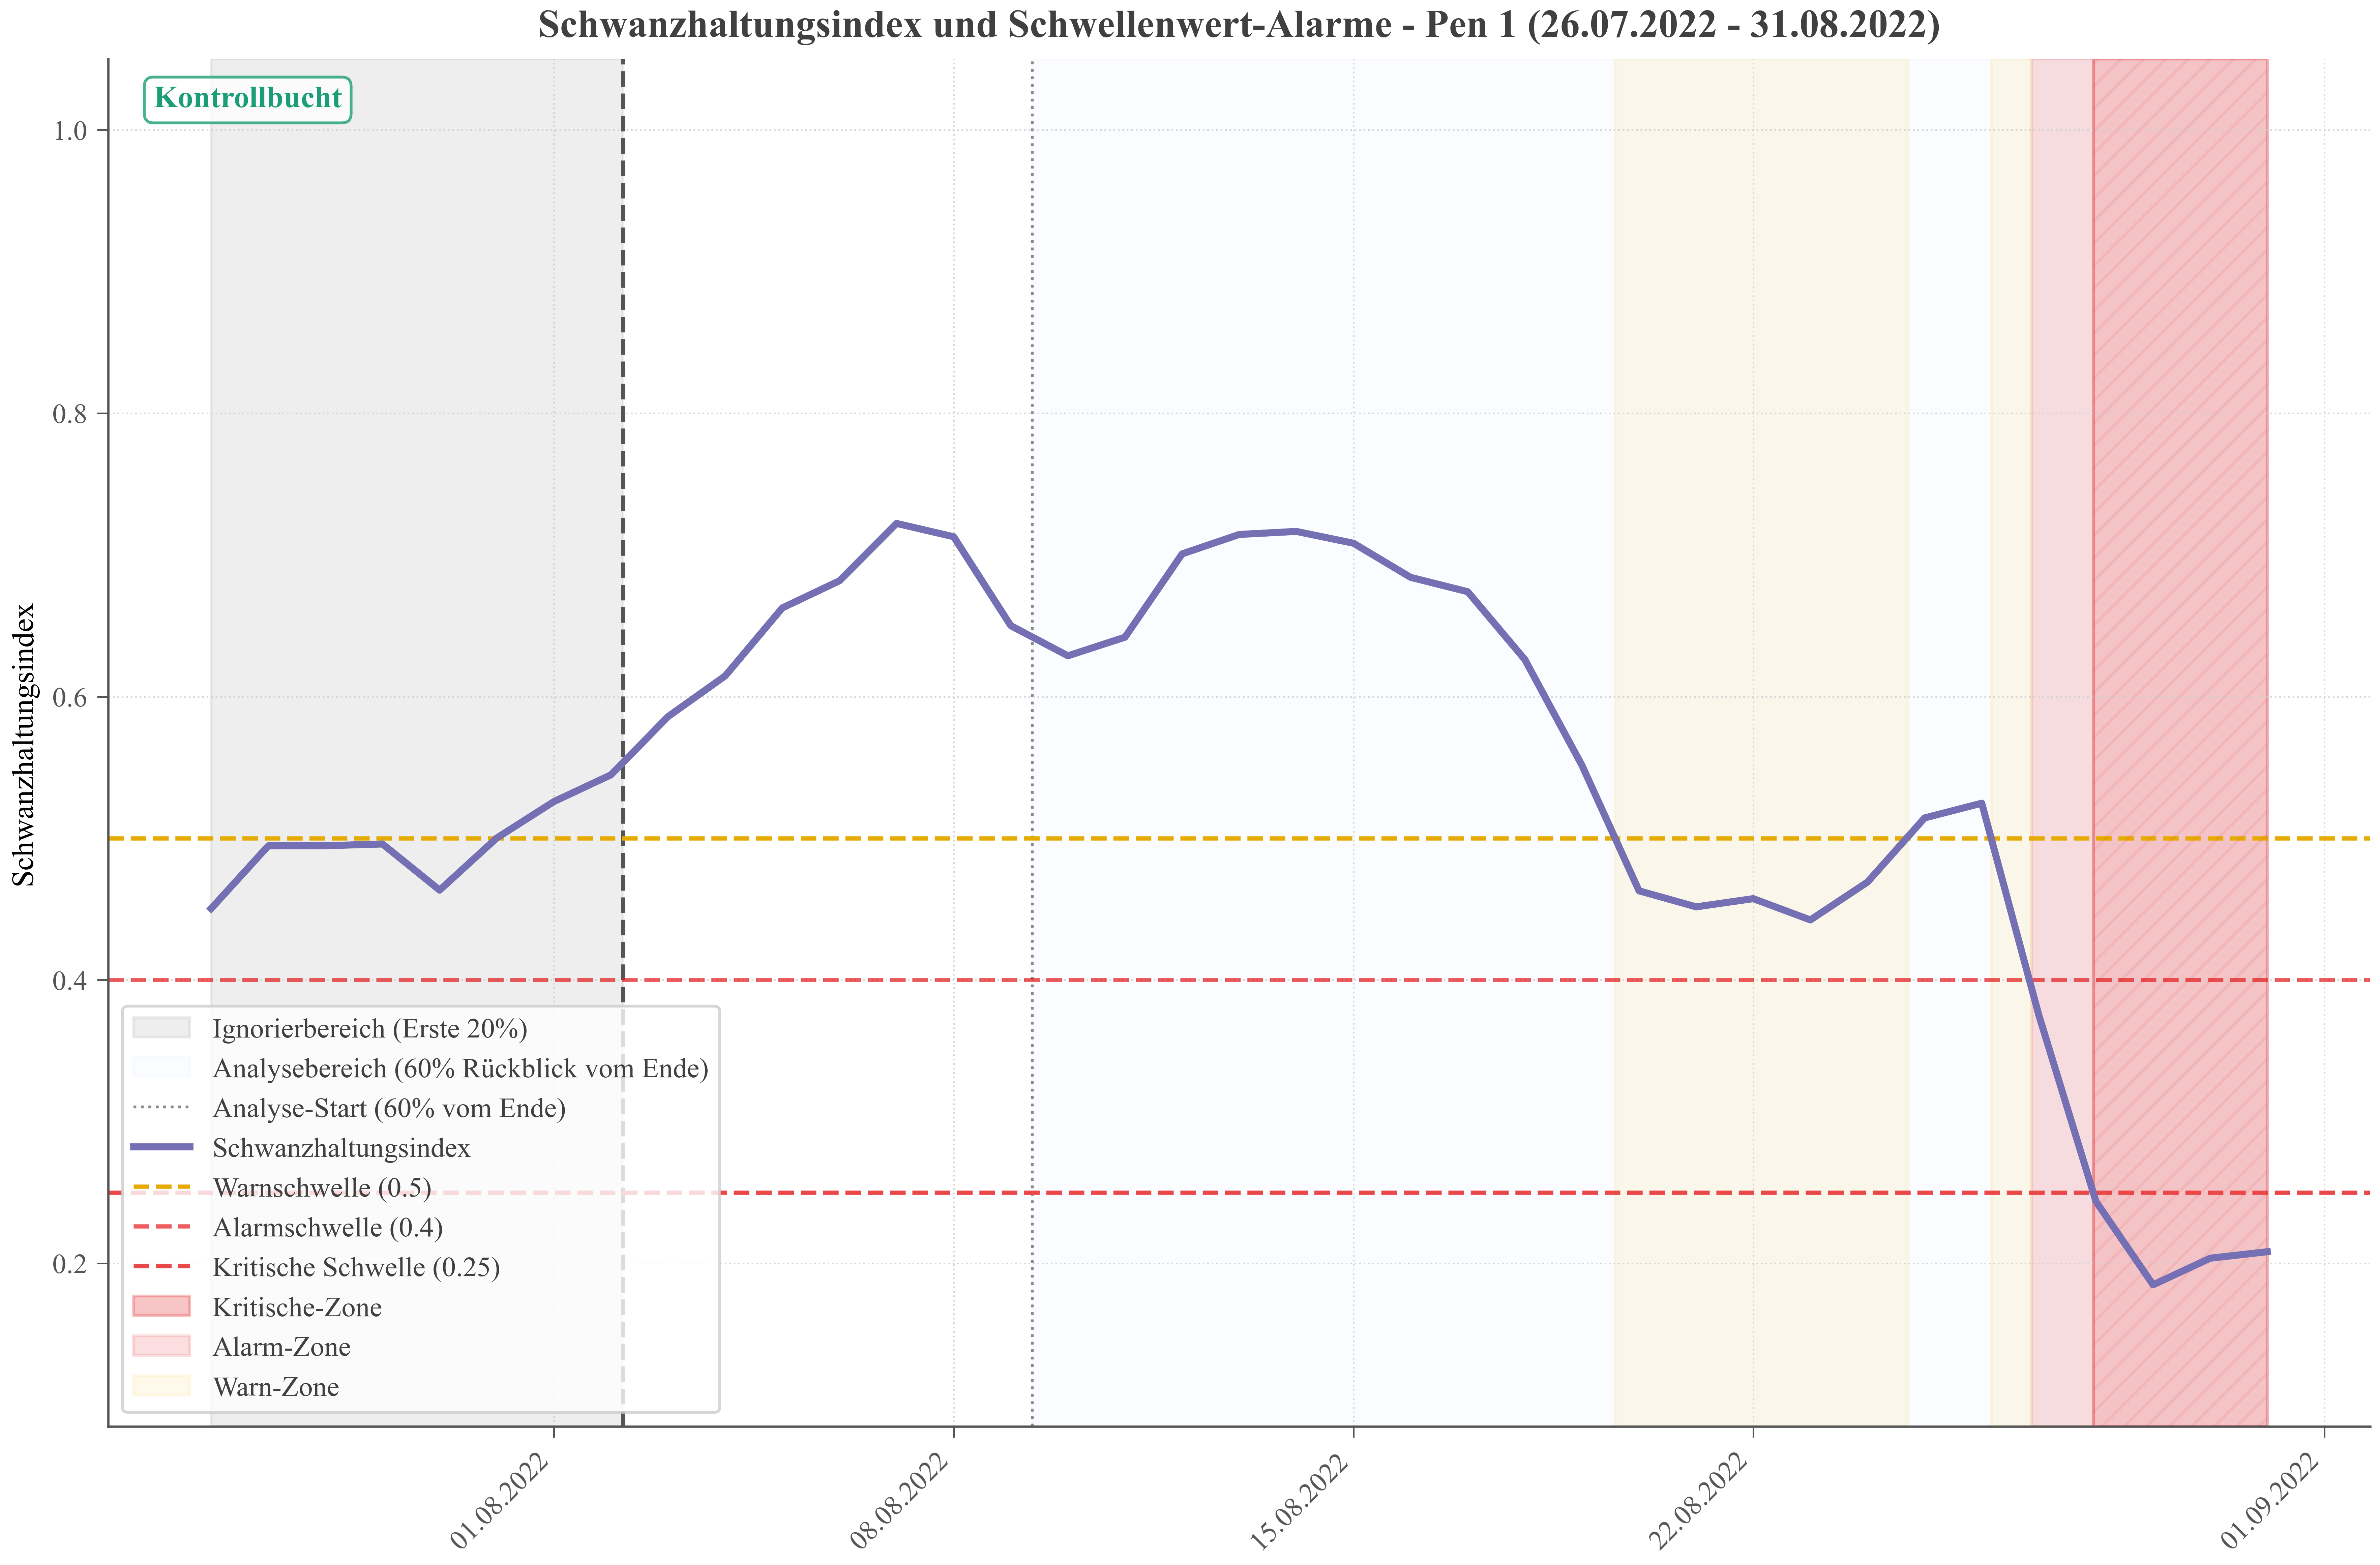 Schwanzhaltungsindex und Schwellenwert-Alarme - Pen 1 (26.07.2022 - 31.08.2022)
Kontrollbucht
Schwanzhaltungsindex
1.0
0.8
0.6
0.4
0.2
Ignorierbereich (Erste 20%)
Analysebereich (60% Rückblick vom Ende)
Analyse-Start (60% vom Ende)
Schwanzhaltungsindex
Warnschwelle (0.5)
Alarmschwelle (0.4)
Kritische Schwelle (0.25)
Kritische-Zone
Alarm-Zone
Warn-Zone
01.08.2022
08.08.2022
15.08.2022
22.08.2022
01.09.2022